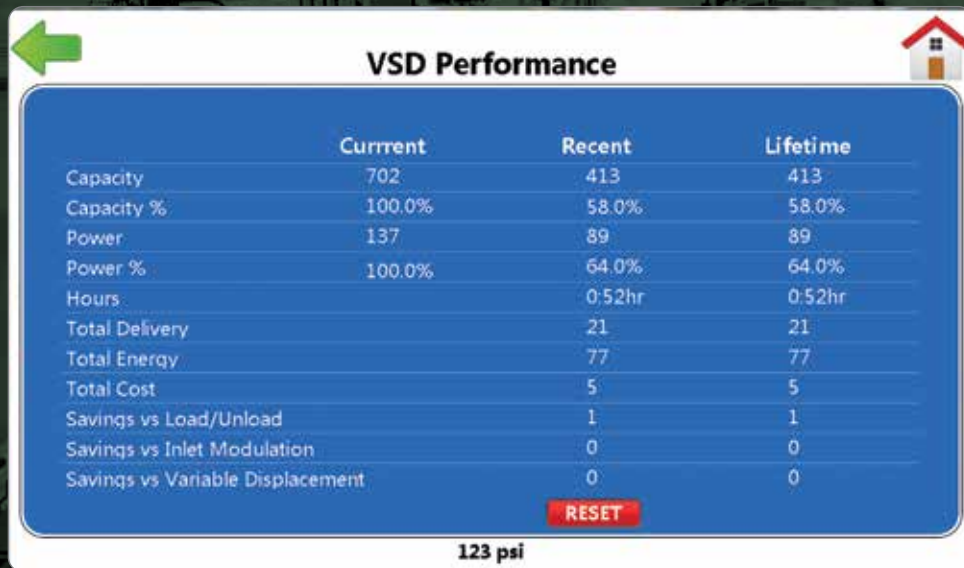 VSD Performance
Currrent Recent Lifetime
Capacity 702 413 413
Capacity % 100.0% 58.0% 58.0%
Power 137 89 89
Power % 100.0% 64.0% 64.0%
Hours 0:52hr 0:52hr
Total Delivery 21 21
Total Energy 77 77
Total Cost 5 5
Savings vs Load/Unload 1 1
Savings vs Inlet Modulation 0 0
Savings vs Variable Displacement 0 0
RESET
123 psi